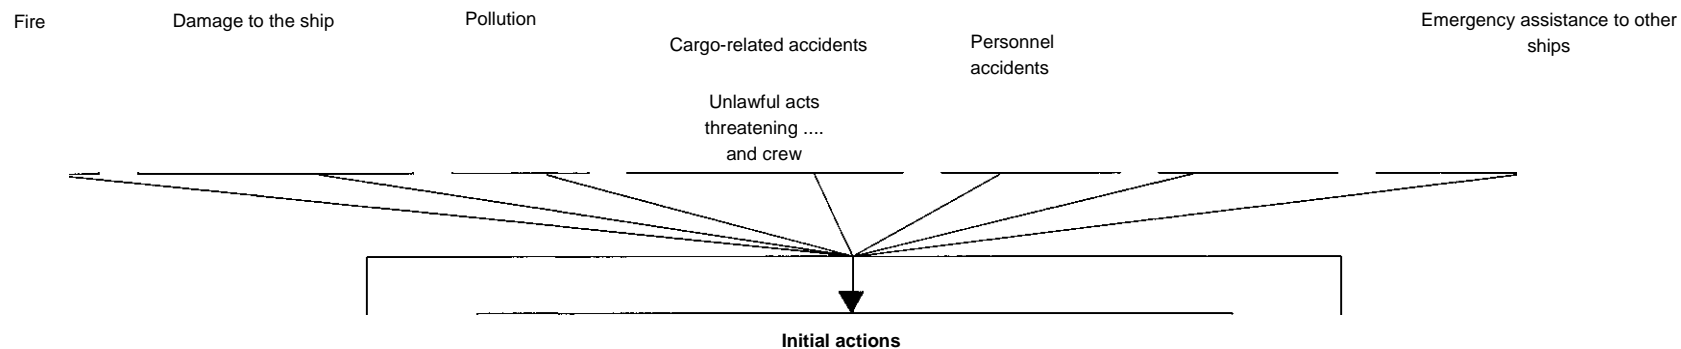 Fire
Damage to the ship
Pollution
Cargo-related accidents
Personnel
accidents
Emergency assistance to other
ships
Unlawful acts
threatening ....
and crew
Initial actions